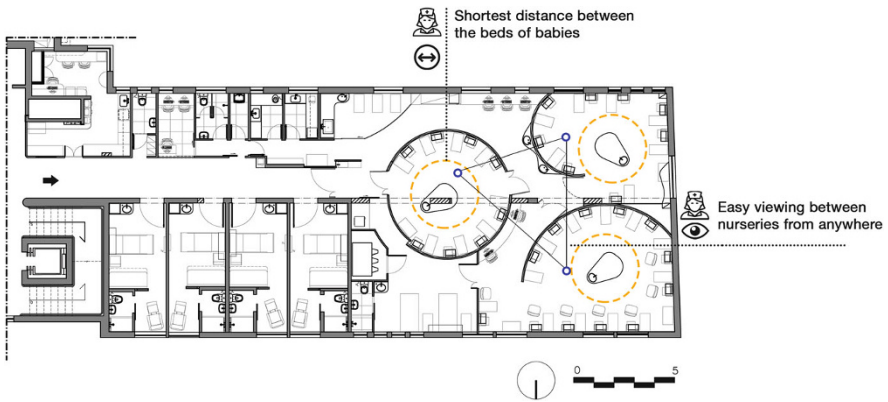 Shortest distance between
the beds of babies
Easy viewing between
nurseries from anywhere
0
5